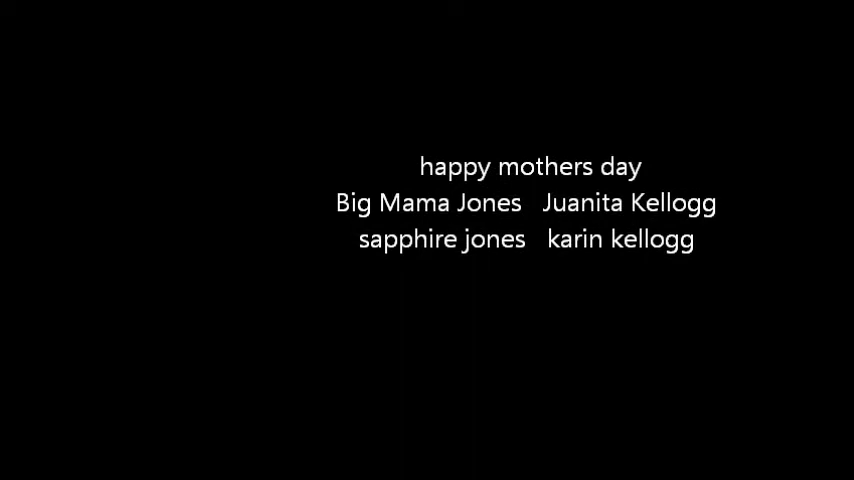 happy mothers day
Big Mama Jones   Juanita Kellogg
sapphire jones   karin kellogg